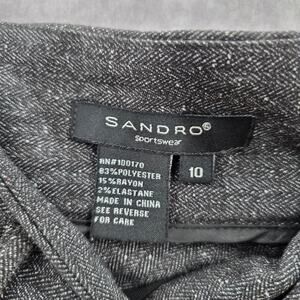 SANDRO®
Sportswear
RN#100170
83%POLYESTER
15%RAYON
2%ELASTANE
MADE IN CHINA
SEE REVERSE
FOR CARE
10